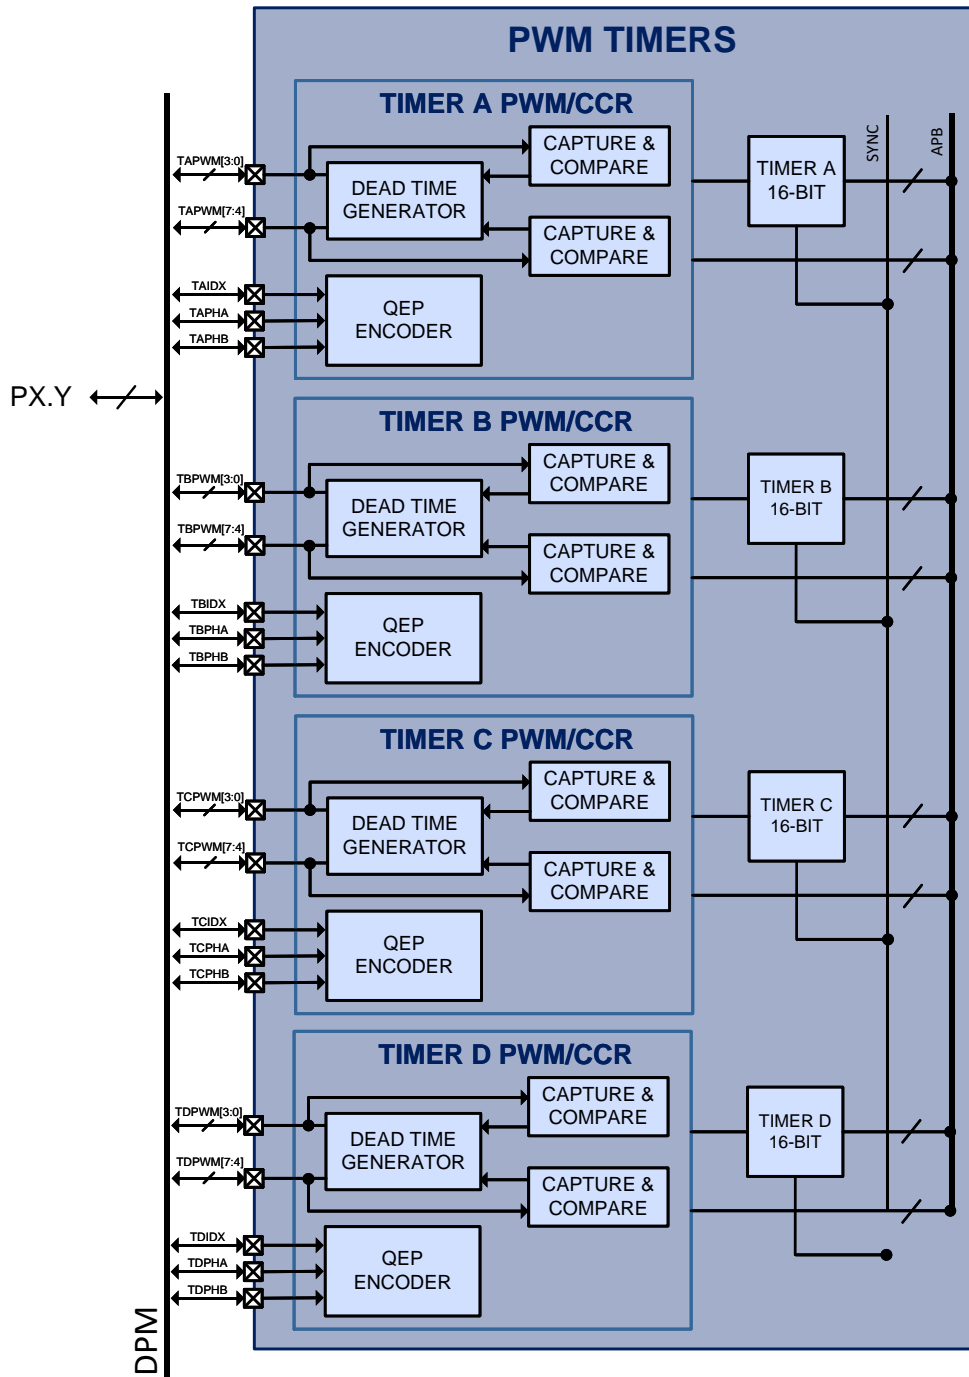 PWM TIMERS
TIMER A PWM/CCR
SYNC
APB
TAPWM[3:0]
CAPTURE &
COMPARE
DEAD TIME
GENERATOR
TIMER A
16-BIT
TAPWM[7:4]
CAPTURE &
COMPARE
TAIDX
TAPHA
TAPHB
QEP
ENCODER
PX.Y
TIMER B PWM/CCR
TBPWM[3:0]
CAPTURE &
COMPARE
DEAD TIME
GENERATOR
TIMER B
16-BIT
TBPWM[7:4]
CAPTURE &
COMPARE
TBIDX
TBPHA
TBPHB
QEP
ENCODER
TIMER C PWM/CCR
TCPWM[3:0]
CAPTURE &
COMPARE
DEAD TIME
GENERATOR
TIMER C
16-BIT
TCPWM[7:4]
CAPTURE &
COMPARE
TCIDX
TCPHA
TCPHB
QEP
ENCODER
TIMER D PWM/CCR
TDPWM[3:0]
CAPTURE &
COMPARE
DEAD TIME
GENERATOR
TIMER D
16-BIT
TDPWM[7:4]
CAPTURE &
COMPARE
TDIDX
TDPHA
TDPHB
QEP
ENCODER
DPM